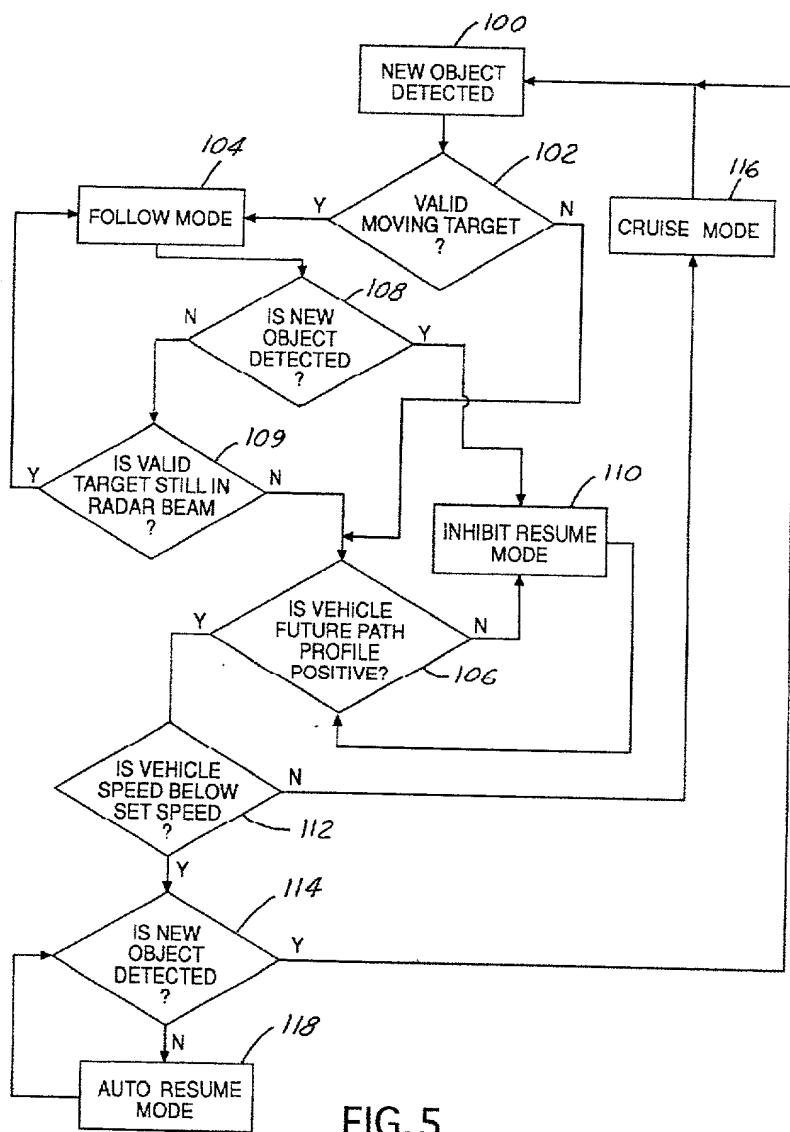 100
NEW OBJECT
DETECTED
104
102
116
FOLLOW MODE
Y
VALID
MOVING TARGET
?
N
CRUISE MODE
108
N
IS NEW
OBJECT
DETECTED
?
Y
109
Y
IS VALID
TARGET STILL IN
RADAR BEAM
?
N
110
INHIBIT RESUME
MODE
Y
IS VEHICLE
FUTURE PATH
PROFILE
POSITIVE?
N
106
IS VEHICLE
SPEED BELOW
SET SPEED
?
N
112
Y
114
IS NEW
OBJECT
DETECTED
?
Y
N
118
AUTO RESUME
MODE
FIG. 5